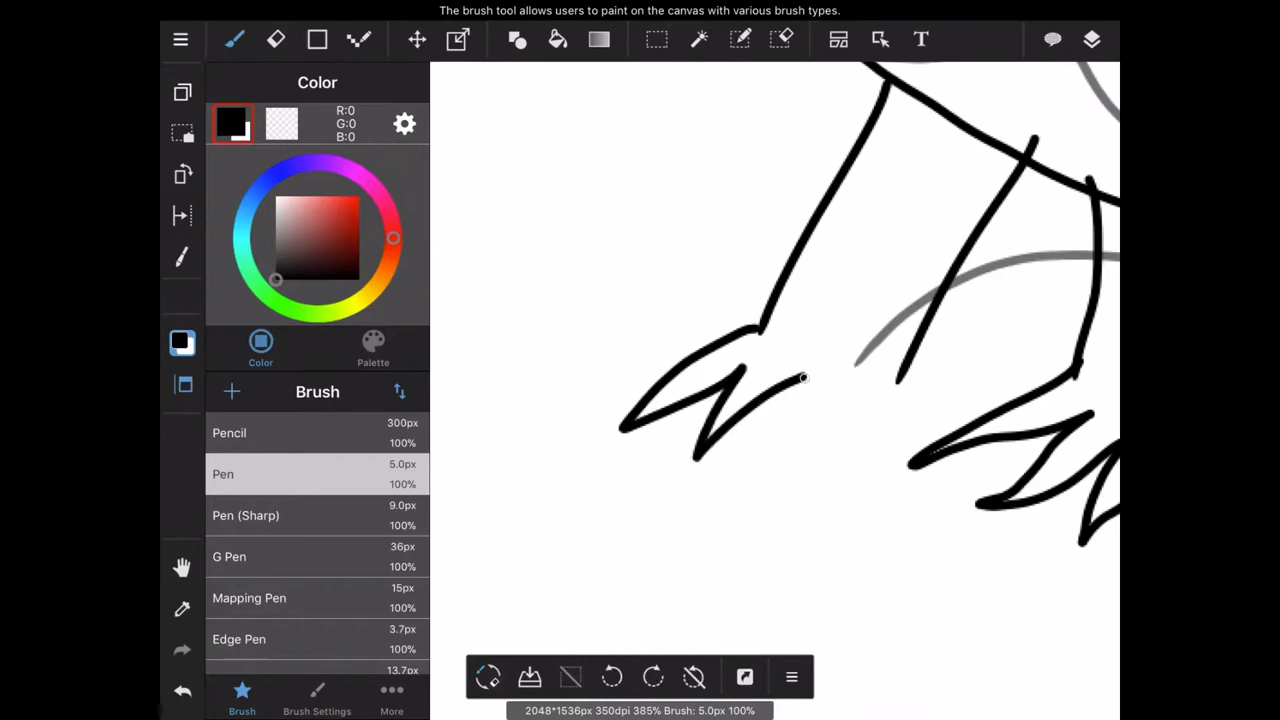 The brush tool allows users to paint on the canvas with various brush types.
T
Color
R:0
G:0
B:0
Color
Palette
Brush
Pencil
300px
100%
Pen
5.0px
100%
Pen (Sharp)
9.0px
100%
G Pen
36px
100%
Mapping Pen
15px
100%
Edge Pen
3.7px
100%
13.7px
Brush
Brush Settings
More
2048*1536px 350dpi 385% Brush: 5.0px 100%